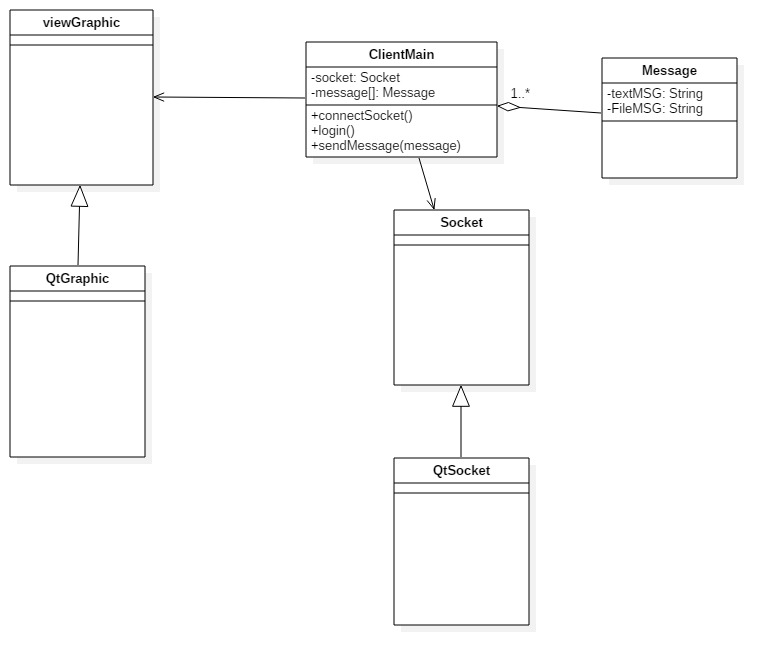 viewGraphic
ClientMain
-socket: Socket
-message[]: Message
+connectSocket()
+login()
+sendMessage(message)
1..*
Message
-textMSG: String
-FileMSG: String
Socket
QtGraphic
QtSocket